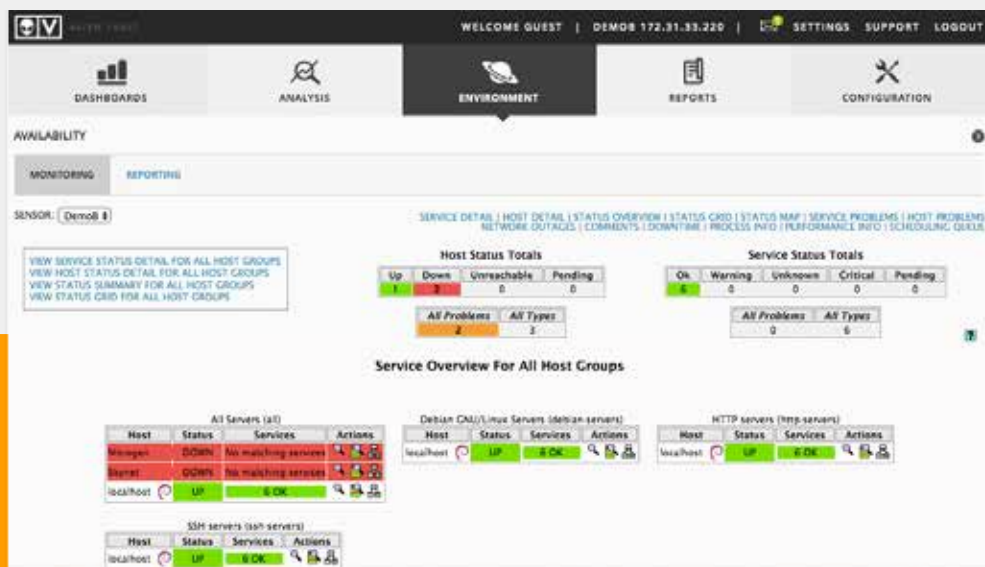 WELCOME GUEST | DEMOB 172.31.33.220 | SETTINGS SUPPORT LOGOUT
DASHBOARDS ANALYSIS ENVIRONMENT REPORTS CONFIGURATION
AVAILABILITY
MONITORING REPORTING
SENSOR: DemoB
SERVICE DETAIL | HOST DETAIL | STATUS OVERVIEW | STATUS GRID | STATUS MAP | SERVICE PROBLEMS | HOST PROBLEMS
NETWORK OUTAGES | COMMENTS | DOWNTIME | PROCESS INFO | PERFORMANCE INFO | SCHEDULING QUEUE
VIEW SERVICE STATUS DETAIL FOR ALL HOST GROUPS
VIEW HOST STATUS DETAIL FOR ALL HOST GROUPS
VIEW STATUS SUMMARY FOR ALL HOST GROUPS
VIEW STATUS GRID FOR ALL HOST GROUPS
Host Status Totals
Up Down Unreachable Pending
1 2 0 0
All Problems All Types
2 3
Service Status Totals
Ok Warning Unknown Critical Pending
6 0 0 0 0
All Problems All Types
0 6
Service Overview For All Host Groups
All Servers (all)
Host Status Services Actions
DOWN No matching services
Skynet DOWN No matching services
localhost UP 6 OK
Debian GNU/Linux Servers (debian-servers)
Host Status Services Actions
localhost UP 6 OK
HTTP servers (http-servers)
Host Status Services Actions
localhost UP 6 OK
SSH servers (ssh-servers)
Host Status Services Actions
localhost UP 6 OK